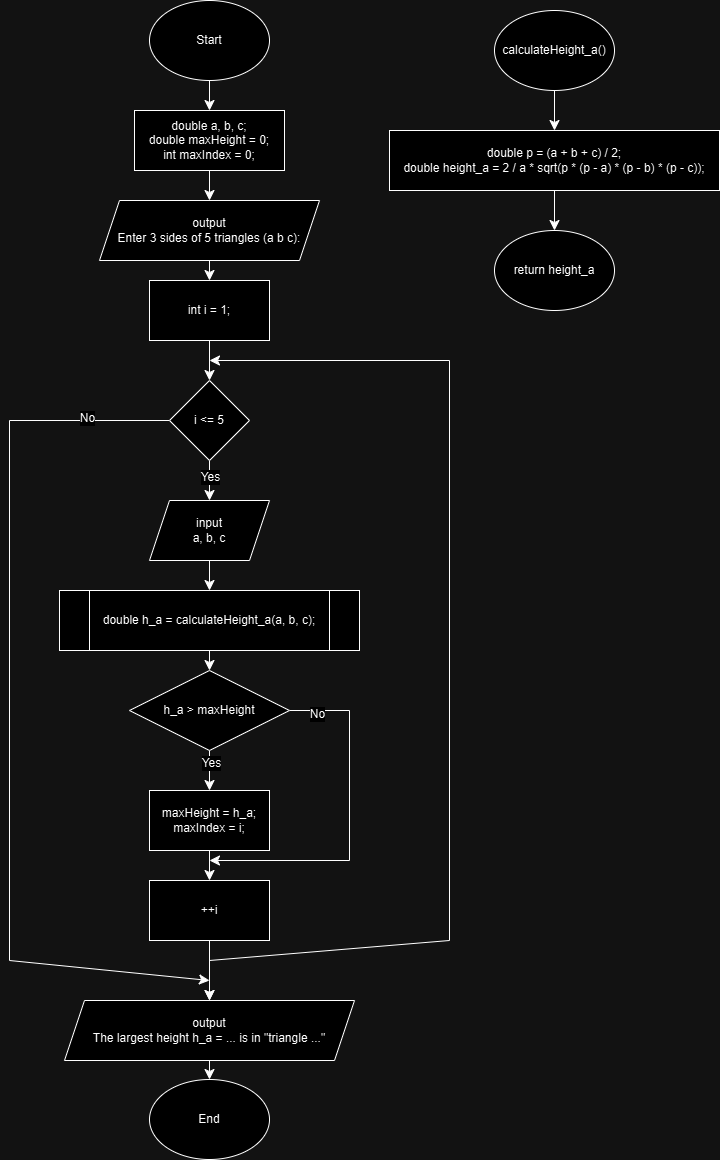 Start
double a, b, c;
double maxHeight = 0;
int maxIndex = 0;
output
Enter 3 sides of 5 triangles (a b c):
int i = 1;
i <= 5
No
Yes
input
a, b, c
double h_a = calculateHeight_a(a, b, c);
h_a > maxHeight
No
Yes
maxHeight = h_a;
maxIndex = i;
++i
output
The largest height h_a = ... is in "triangle ..."
End
calculateHeight_a()
double p = (a + b + c) / 2;
double height_a = 2 / a * sqrt(p * (p - a) * (p - b) * (p - c));
return height_a